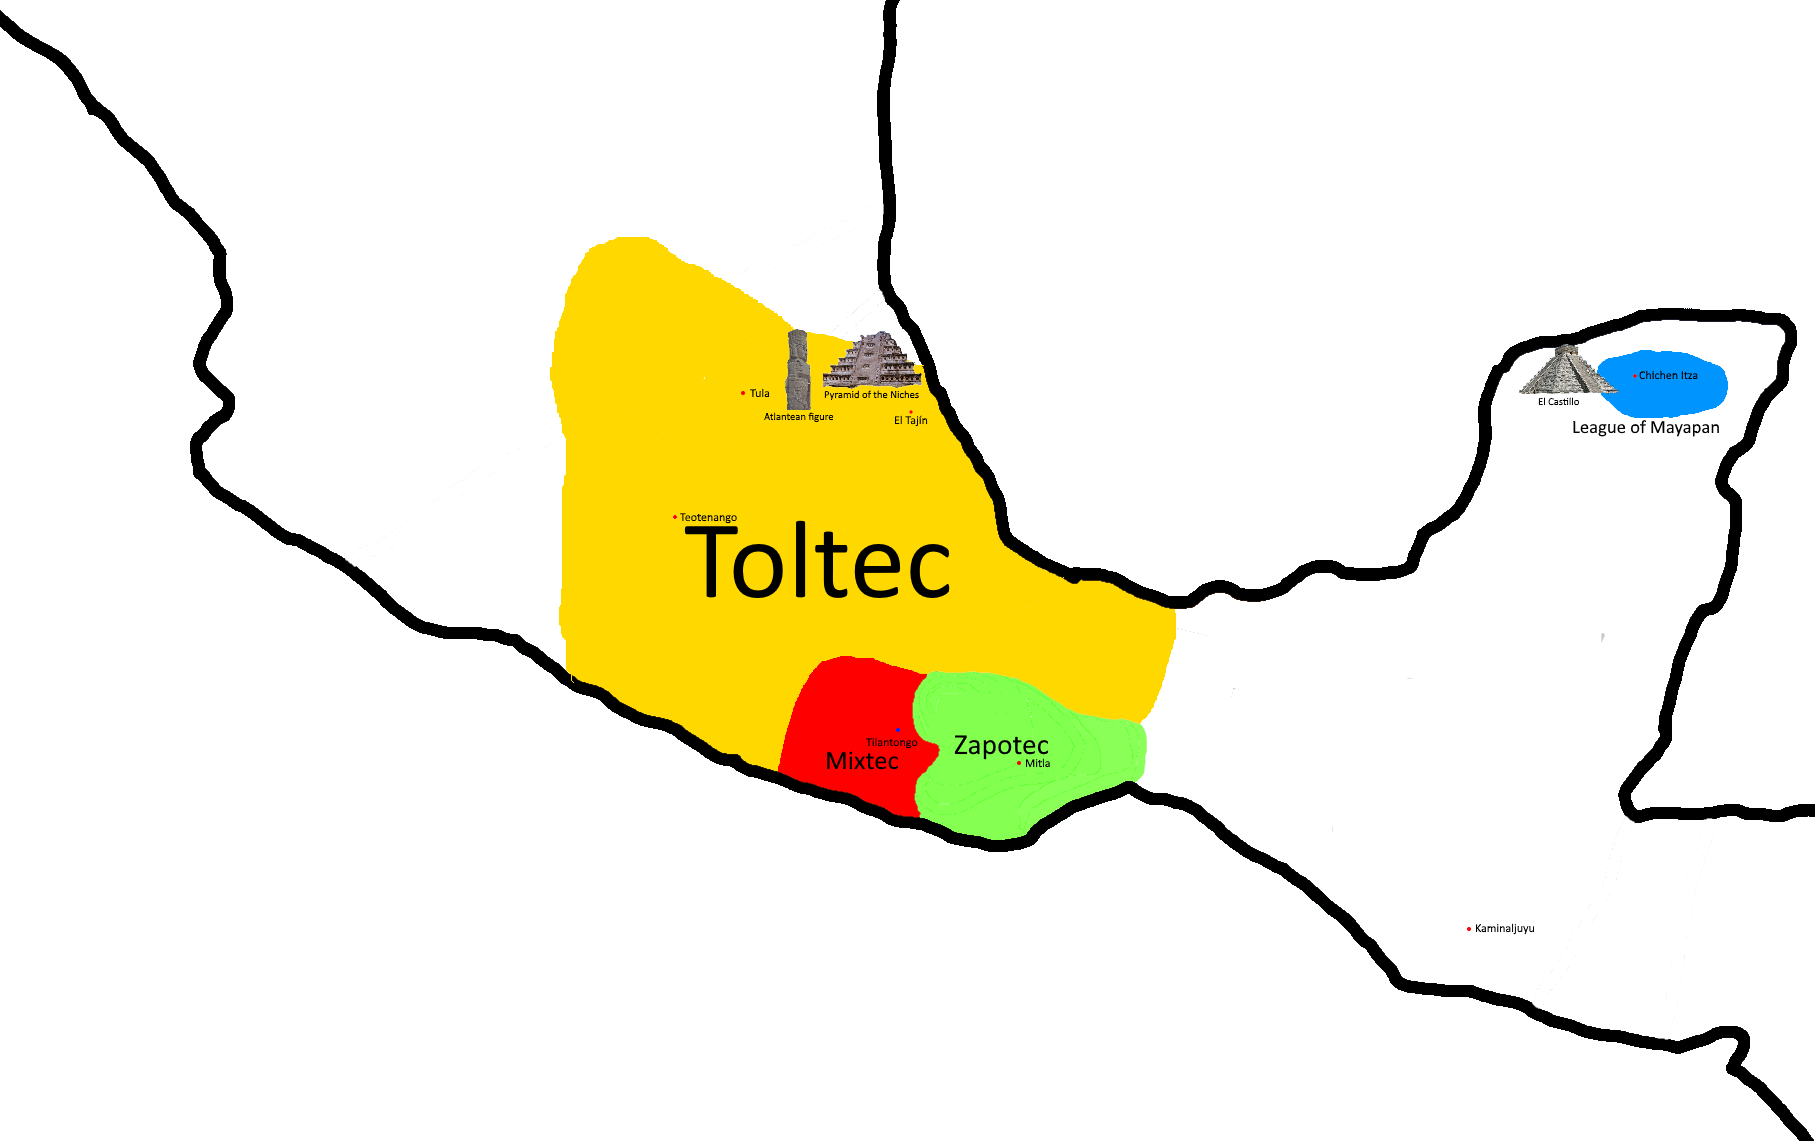 Chichen Itza
El Castillo
League of Mayapan
Tula
Pyramid of the Niches
Atlantean figure
El Tajín
Teotenango
Toltec
Tilantongo
Mixtec
Zapotec
Mitla
Kaminaljuyu